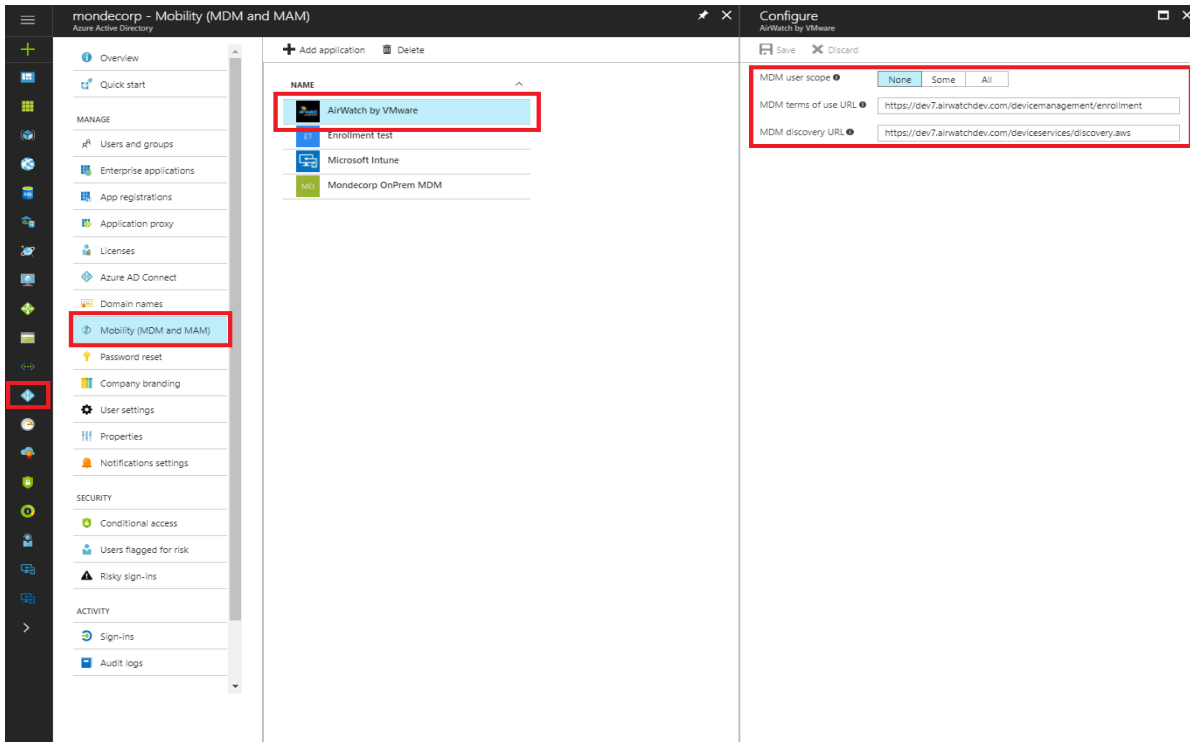 mondecorp - Mobility (MDM and MAM)
Azure Active Directory
Overview
Quick start
MANAGE
Users and groups
Enterprise applications
App registrations
Application proxy
Licenses
Azure AD Connect
Domain names
Mobility (MDM and MAM)
Password reset
Company branding
User settings
Properties
Notifications settings
SECURITY
Conditional access
Users flagged for risk
Risky sign-ins
ACTIVITY
Sign-ins
Audit logs
Add application Delete
NAME
AirWatch by VMware
ET Enrollment test
Microsoft Intune
MO Mondecorp OnPrem MDM
Configure
AirWatch by VMware
Save Discard
MDM user scope None Some All
MDM terms of use URL https://dev7.airwatchdev.com/devicemanagement/enrollment
MDM discovery URL https://dev7.airwatchdev.com/deviceservices/discovery.aws